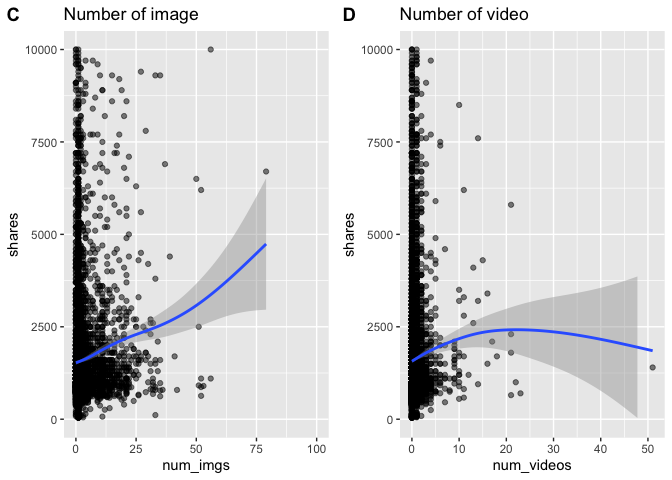 C Number of image
10000
7500
5000
2500
0
shares
0 25 50 75 100
num_imgs
D Number of video
10000
7500
5000
2500
0
shares
0 10 20 30 40 50
num_videos